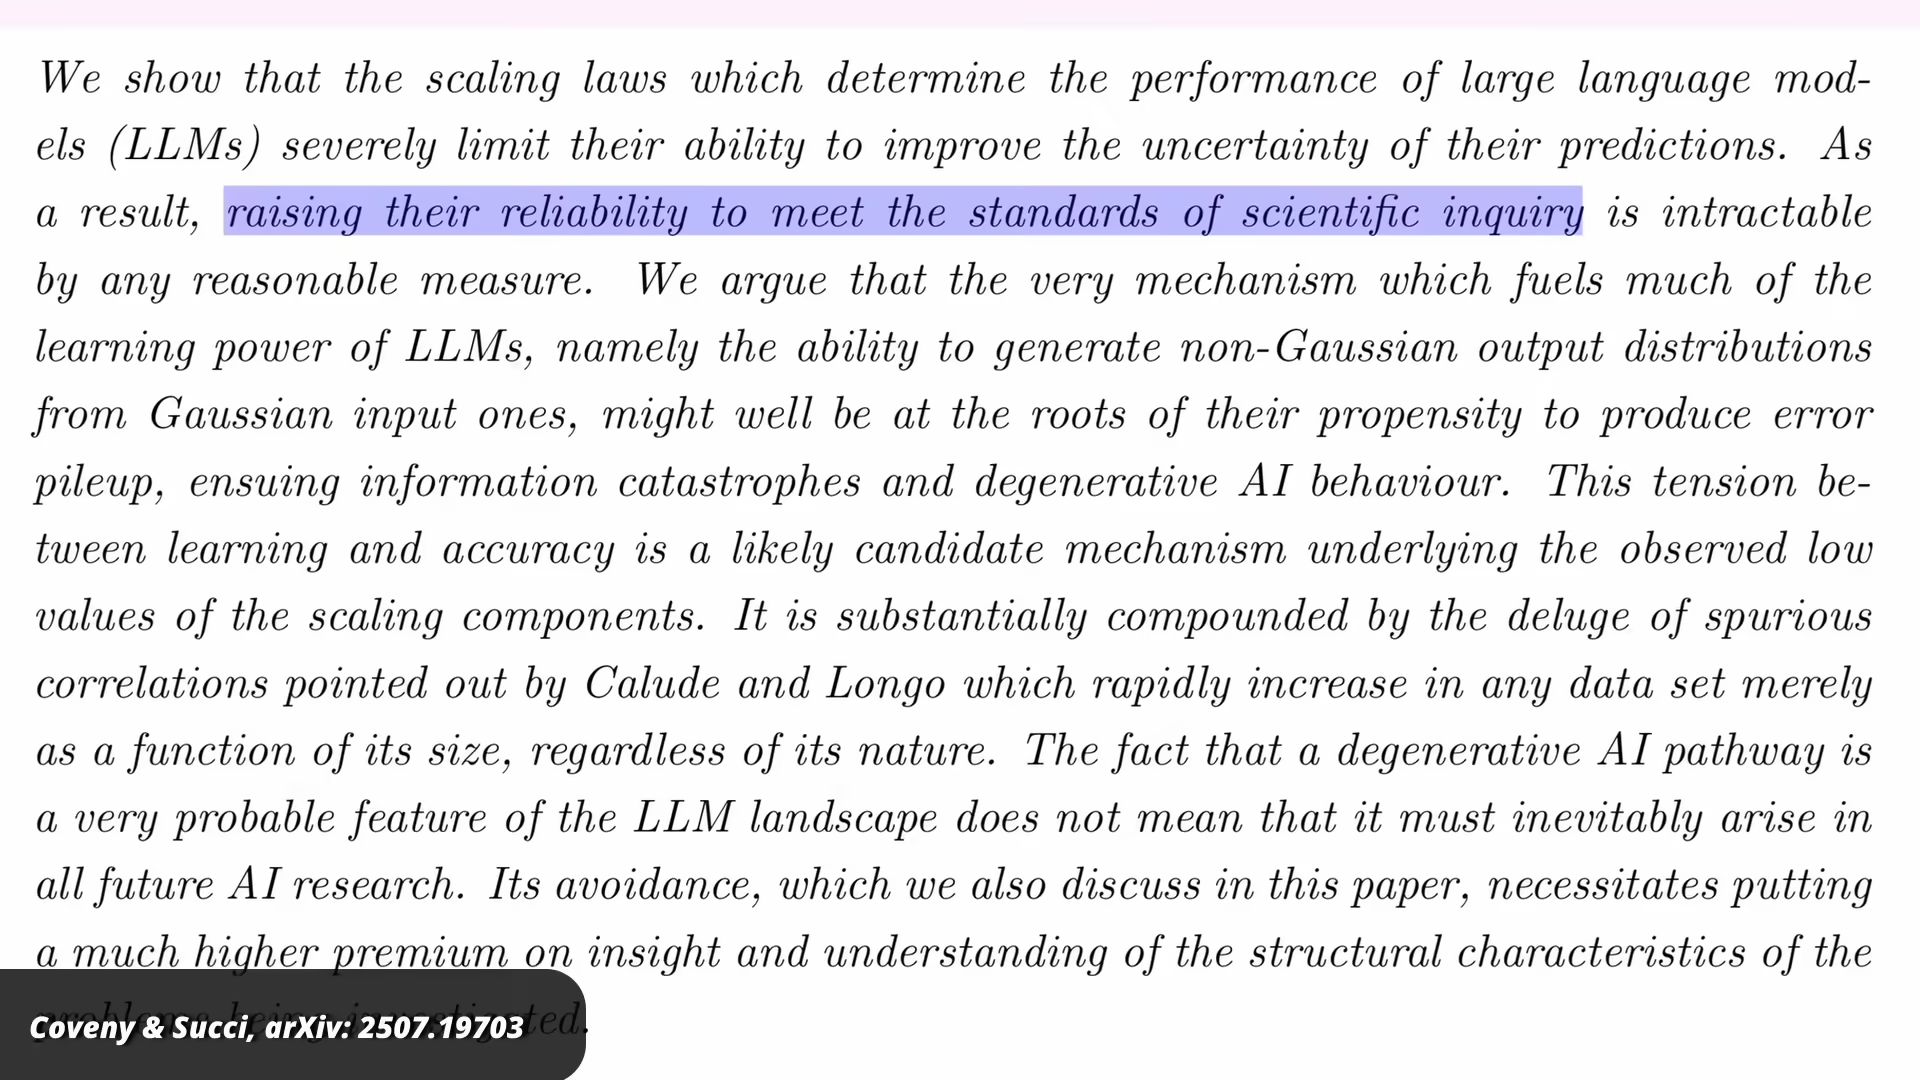 We show that the scaling laws which determine the performance of large language mod-
els (LLMs) severely limit their ability to improve the uncertainty of their predictions. As
a result, raising their reliability to meet the standards of scientific inquiry is intractable
by any reasonable measure. We argue that the very mechanism which fuels much of the
learning power of LLMs, namely the ability to generate non-Gaussian output distributions
from Gaussian input ones, might well be at the roots of their propensity to produce error
pileup, ensuing information catastrophes and degenerative AI behaviour. This tension be-
tween learning and accuracy is a likely candidate mechanism underlying the observed low
values of the scaling components. It is substantially compounded by the deluge of spurious
correlations pointed out by Calude and Longo which rapidly increase in any data set merely
as a function of its size, regardless of its nature. The fact that a degenerative AI pathway is
a very probable feature of the LLM landscape does not mean that it must inevitably arise in
all future AI research. Its avoidance, which we also discuss in this paper, necessitates putting
a much higher premium on insight and understanding of the structural characteristics of the
problems being investigated.
Coveny & Succi, arXiv: 2507.19703